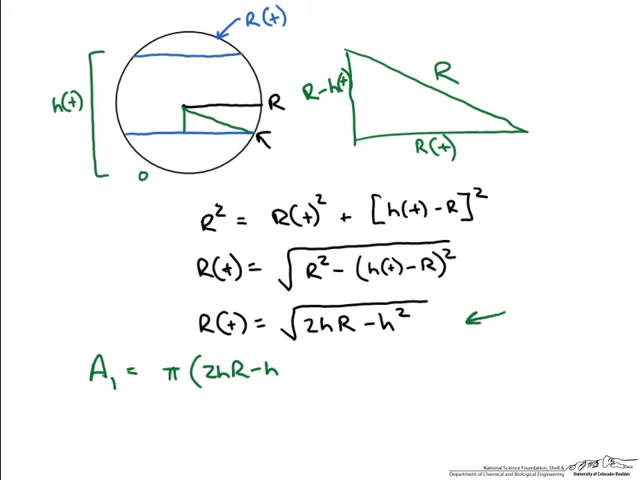 R(t)
h(t)
R
0
R-h(t)
R
R(t)
R² = R(t)² + [h(t) - R]²
R(t) = √R² - (h(t) - R)²
R(t) = √2hR - h²
A₁ = π (2hR - h
National Science Foundation, Shell &
Department of Chemical and Biological Engineering
University of Colorado-Boulder